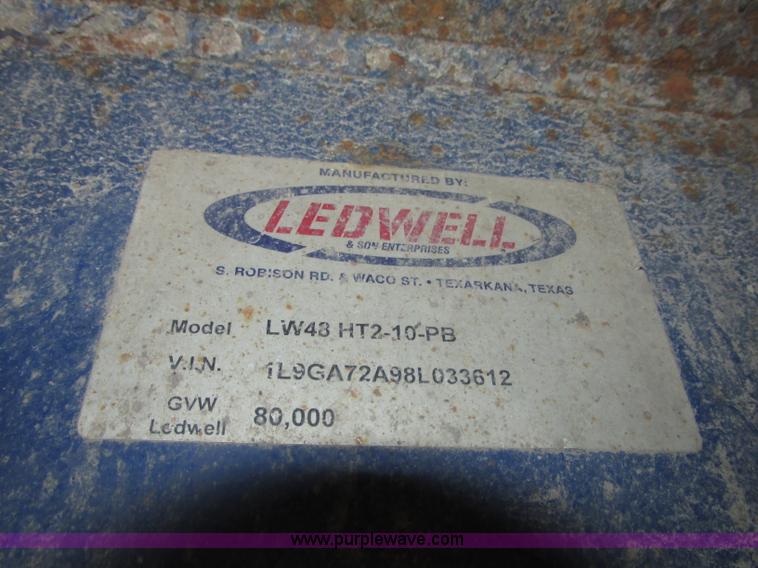 MANUFACTURED BY:
LEDWELL
& SON ENTERPRISES
S. ROBISON RD. & WACO ST. • TEXARKANA, TEXAS
Model LW48 HT2-10-PB
V.I.N. 1L9GA72A98L033612
GVW 80,000
Ledwell
www.purplewave.com